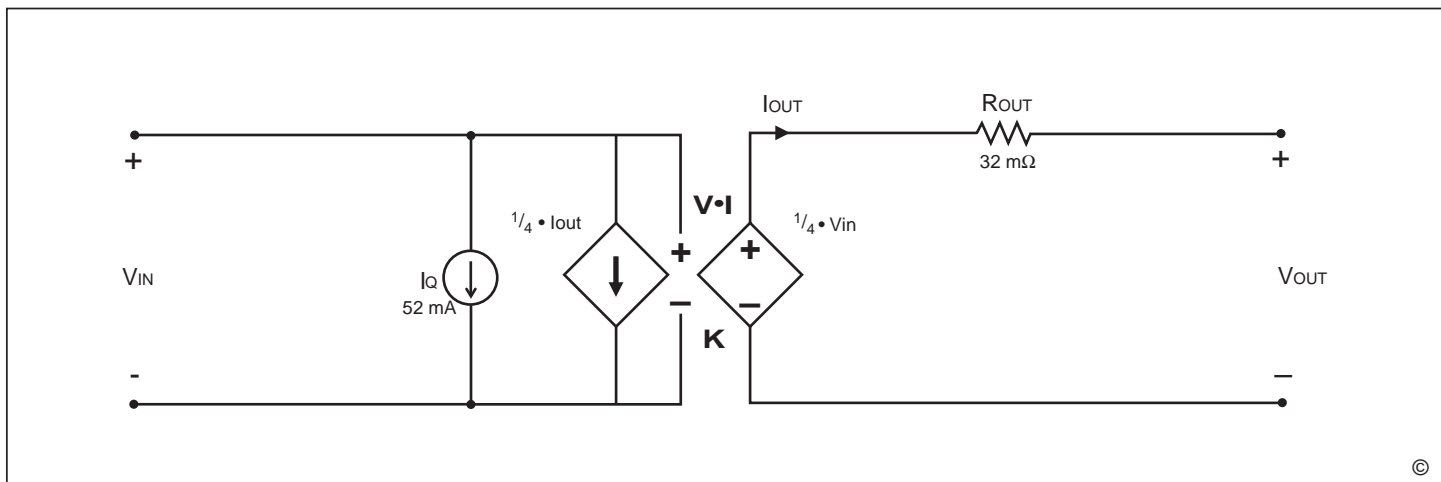 IOUT
ROUT
+
+
32 mΩ
V•I
1/4 • Iout
1/4 • Vin
+
+
VIN
IQ
VOUT
52 mA
–
–
K
-
–
©